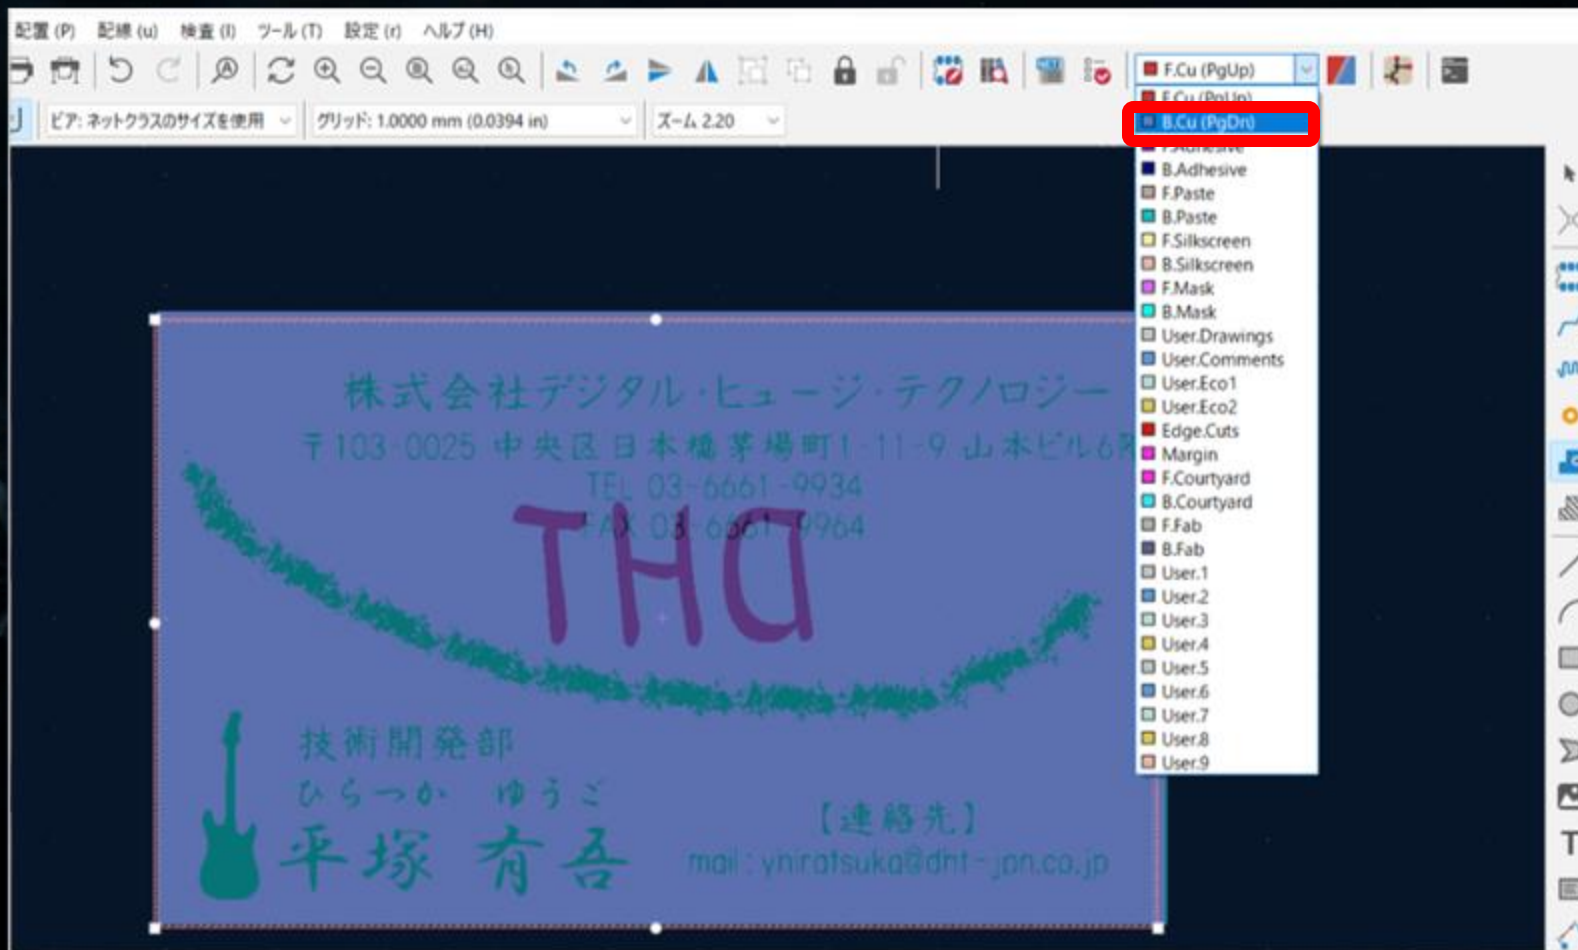 配置 (P) 配線 (u) 検査 (I) ツール (T) 設定 (r) ヘルプ (H)
F.Cu (PgUp)
ビア: ネットクラスのサイズを使用 グリッド: 1.0000 mm (0.0394 in) ズーム 2.20
F.Cu (PgUp)
B.Cu (PgDn)
F.Adhesive
B.Adhesive
F.Paste
B.Paste
F.Silkscreen
B.Silkscreen
F.Mask
B.Mask
User.Drawings
User.Comments
User.Eco1
User.Eco2
Edge.Cuts
Margin
F.Courtyard
B.Courtyard
F.Fab
B.Fab
User.1
User.2
User.3
User.4
User.5
User.6
User.7
User.8
User.9
株式会社デジタル・ヒュージ・テクノロジー
〒103-0025 中央区日本橋茅場町1-11-9 山本ビル6
TEL 03-6661-9934
FAX 03-6661-9964
DHT
技術開発部
ひらつか ゆうご
平塚 有吾
【連絡先】
mail:yhiratsuka@dht-jpn.co.jp